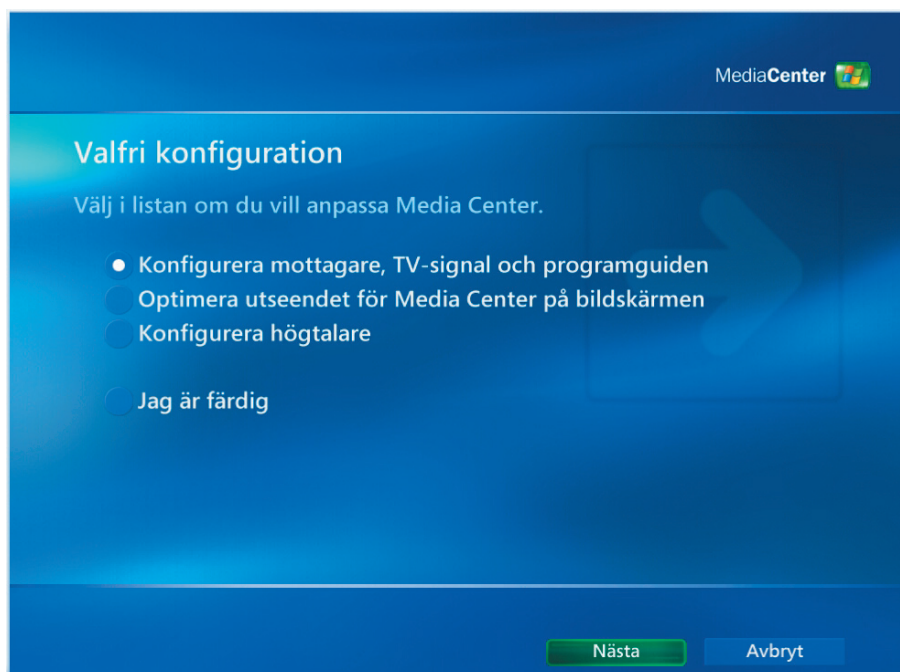 MediaCenter
Valfri konfiguration
Välj i listan om du vill anpassa Media Center.
Konfigurera mottagare, TV-signal och programguiden
Optimera utseendet för Media Center på bildskärmen
Konfigurera högtalare
Jag är färdig
Nästa
Avbryt